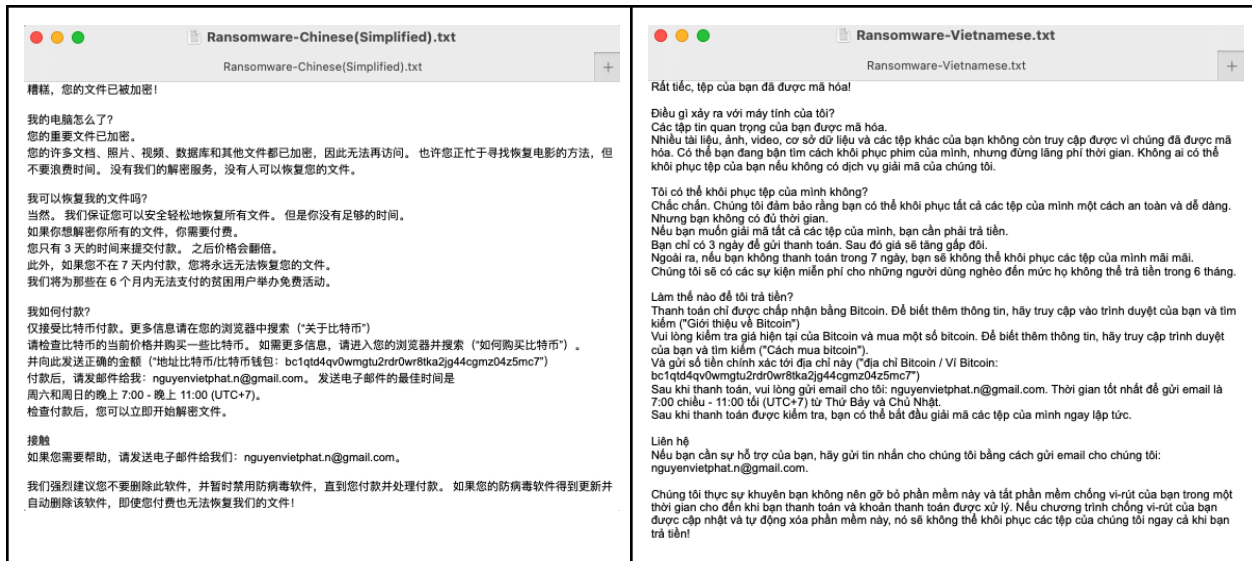 Ransomware-Chinese(Simplified).txt
Ransomware-Chinese(Simplified).txt
+
糟糕，您的文件已被加密！
我的电脑怎么了?
您的重要文件已加密。
您的许多文档、照片、视频、数据库和其他文件都已加密，因此无法再访问。 也许您正忙于寻找恢复电影的方法，但
不要浪费时间。 没有我们的解密服务，没有人可以恢复您的文件。
我可以恢复我的文件吗?
当然。 我们保证您可以安全轻松地恢复所有文件。 但是你没有足够的时间。
如果你想解密你所有的文件，你需要付费。
您只有 3 天的时间来提交付款。 之后价格会翻倍。
此外，如果您不在 7 天内付款，您将永远无法恢复您的文件。
我们将为那些在 6 个月内无法支付的贫困用户举办免费活动。
我如何付款?
仅接受比特币付款。更多信息请在您的浏览器中搜索（“关于比特币”）
请检查比特币的当前价格并购买一些比特币。 如需更多信息，请进入您的浏览器并搜索（“如何购买比特币”）。
并向此发送正确的金额（“地址比特币/比特币钱包：bc1qtd4qv0wmgtu2rdr0wr8tka2jg44cgmz04z5mc7”）
付款后，请发邮件给我：nguyenvietphat.n@gmail.com。 发送电子邮件的最佳时间是
周六和周日的晚上 7:00 - 晚上 11:00 (UTC+7)。
检查付款后，您可以立即开始解密文件。
接触
如果您需要帮助，请发送电子邮件给我们：nguyenvietphat.n@gmail.com。
我们强烈建议您不要删除此软件，并暂时禁用防病毒软件，直到您付款并处理付款。 如果您的防病毒软件得到更新并
自动删除该软件，即使您付费也无法恢复我们的文件！
Ransomware-Vietnamese.txt
Ransomware-Vietnamese.txt
+
Rất tiếc, tệp của bạn đã được mã hóa!
Điều gì xảy ra với máy tính của tôi?
Các tập tin quan trọng của bạn được mã hóa.
Nhiều tài liệu, ảnh, video, cơ sở dữ liệu và các tệp khác của bạn không còn truy cập được vì chúng đã được mã
hóa. Có thể bạn đang bận tìm cách khôi phục phim của mình, nhưng đừng lãng phí thời gian. Không ai có thể
khôi phục tệp của bạn nếu không có dịch vụ giải mã của chúng tôi.
Tôi có thể khôi phục tệp của mình không?
Chắc chắn. Chúng tôi đảm bảo rằng bạn có thể khôi phục tất cả các tệp của mình một cách an toàn và dễ dàng.
Nhưng bạn không có đủ thời gian.
Nếu bạn muốn giải mã tất cả các tệp của mình, bạn cần phải trả tiền.
Bạn chỉ có 3 ngày để gửi thanh toán. Sau đó giá sẽ tăng gấp đôi.
Ngoài ra, nếu bạn không thanh toán trong 7 ngày, bạn sẽ không thể khôi phục các tệp của mình mãi mãi.
Chúng tôi sẽ có các sự kiện miễn phí cho những người dùng nghèo đến mức họ không thể trả tiền trong 6 tháng.
Làm thế nào để tôi trả tiền?
Thanh toán chỉ được chấp nhận bằng Bitcoin. Để biết thêm thông tin, hãy truy cập vào trình duyệt của bạn và tìm
kiếm ("Giới thiệu về Bitcoin")
Vui lòng kiểm tra giá hiện tại của Bitcoin và mua một số bitcoin. Để biết thêm thông tin, hãy truy cập trình duyệt
của bạn và tìm kiếm ("Cách mua bitcoin").
Và gửi số tiền chính xác tới địa chỉ này ("địa chỉ Bitcoin / Ví Bitcoin:
bc1qtd4qv0wmgtu2rdr0wr8tka2jg44cgmz04z5mc7")
Sau khi thanh toán, vui lòng gửi email cho tôi: nguyenvietphat.n@gmail.com. Thời gian tốt nhất để gửi email là
7:00 chiều - 11:00 tối (UTC+7) từ Thứ Bảy và Chủ Nhật.
Sau khi thanh toán được kiểm tra, bạn có thể bắt đầu giải mã các tệp của mình ngay lập tức.
Liên hệ
Nếu bạn cần sự hỗ trợ của bạn, hãy gửi tin nhắn cho chúng tôi bằng cách gửi email cho chúng tôi:
nguyenvietphat.n@gmail.com.
Chúng tôi thực sự khuyên bạn không nên gỡ bỏ phần mềm này và tắt phần mềm chống vi-rút của bạn trong một
thời gian cho đến khi bạn thanh toán và khoản thanh toán được xử lý. Nếu chương trình chống vi-rút của bạn
được cập nhật và tự động xóa phần mềm này, nó sẽ không thể khôi phục các tệp của chúng tôi ngay cả khi bạn
trả tiền!